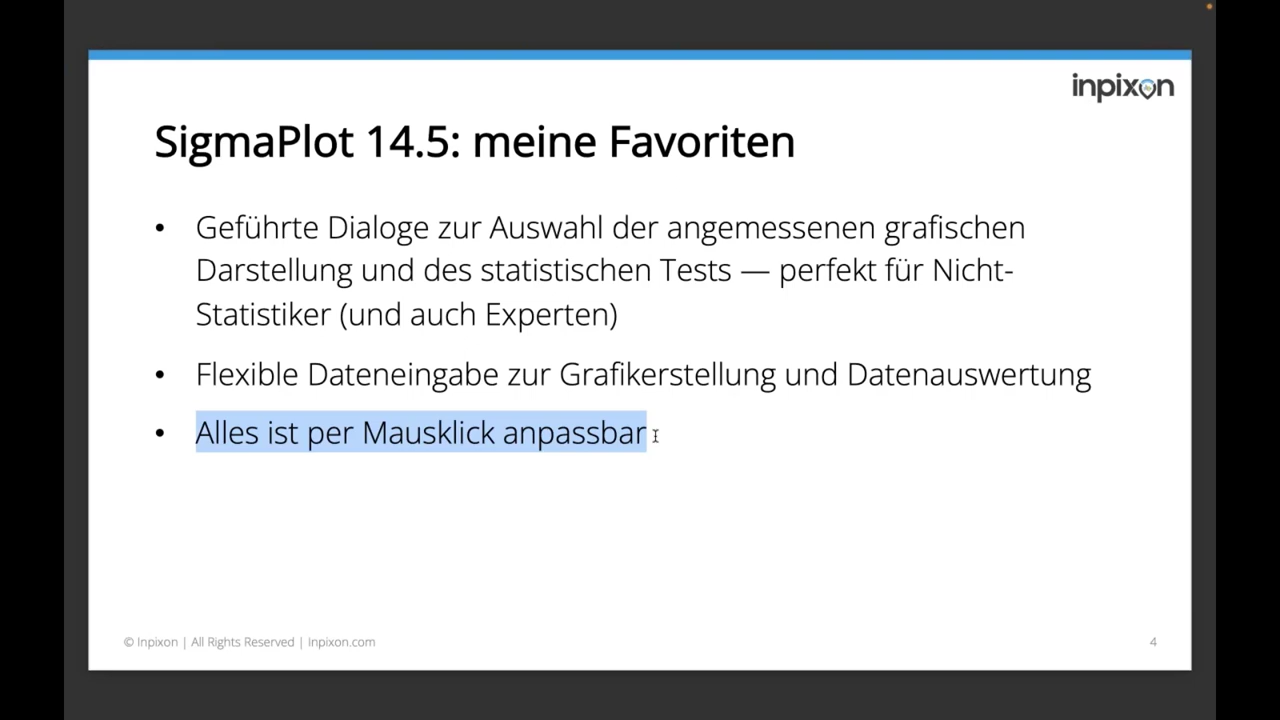 inpixon
SigmaPlot 14.5: meine Favoriten
• Geführte Dialoge zur Auswahl der angemessenen grafischen
Darstellung und des statistischen Tests — perfekt für Nicht-
Statistiker (und auch Experten)
• Flexible Dateneingabe zur Grafikerstellung und Datenauswertung
• Alles ist per Mausklick anpassbar
© Inpixon | All Rights Reserved | Inpixon.com
4